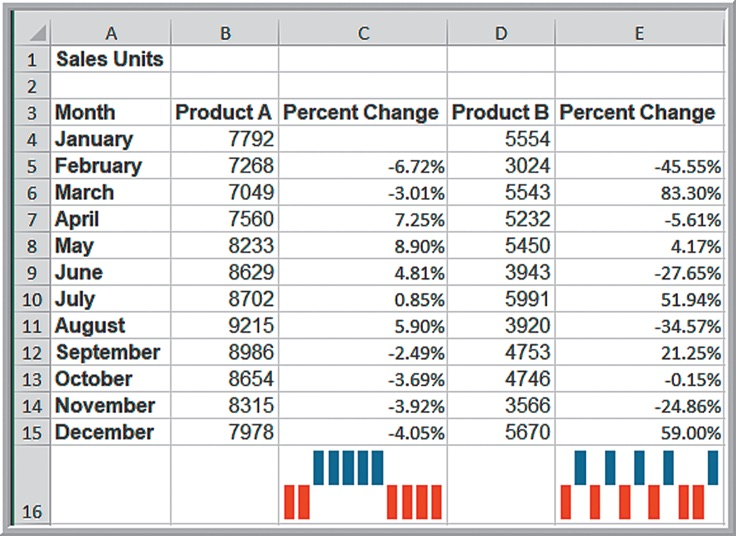 A B C D E
1 Sales Units
2
3 Month Product A Percent Change Product B Percent Change
4 January 7792 5554
5 February 7268 -6.72% 3024 -45.55%
6 March 7049 -3.01% 5543 83.30%
7 April 7560 7.25% 5232 -5.61%
8 May 8233 8.90% 5450 4.17%
9 June 8629 4.81% 3943 -27.65%
10 July 8702 0.85% 5991 51.94%
11 August 9215 5.90% 3920 -34.57%
12 September 8986 -2.49% 4753 21.25%
13 October 8654 -3.69% 4746 -0.15%
14 November 8315 -3.92% 3566 -24.86%
15 December 7978 -4.05% 5670 59.00%
16